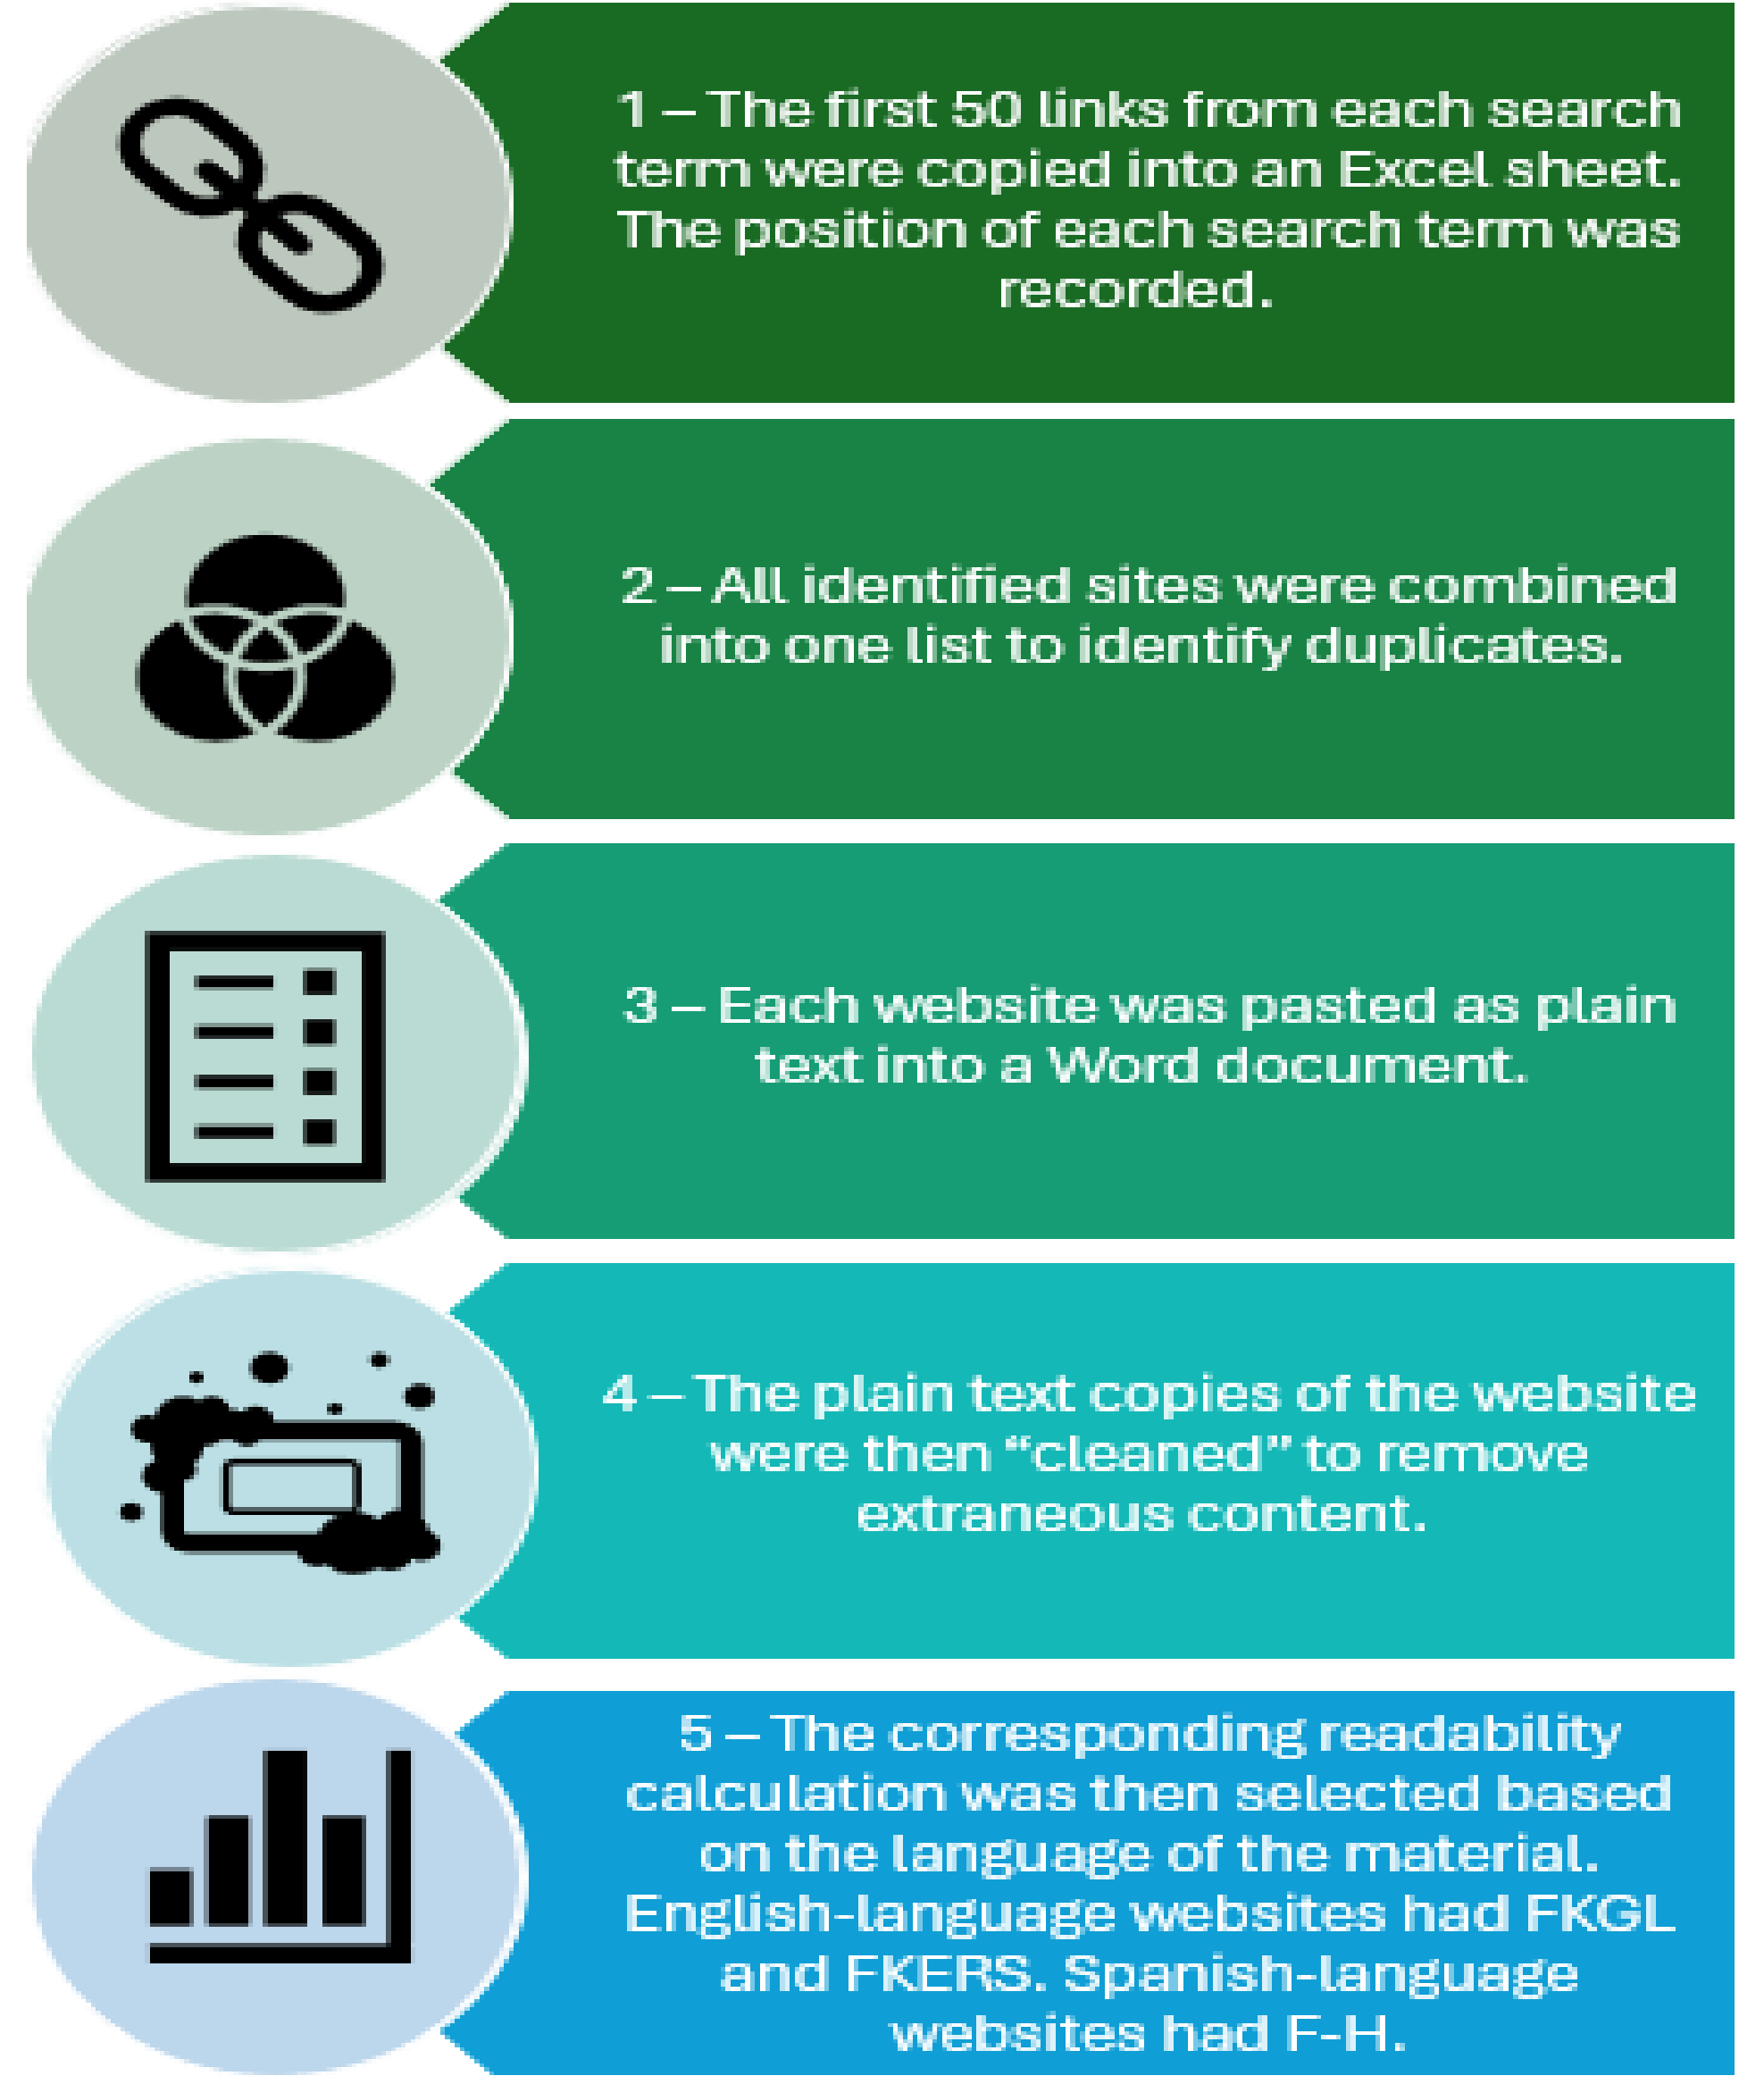 1 – The first 50 links from each search
term were copied into an Excel sheet.
The position of each search term was
recorded.
2 – All identified sites were combined
into one list to identify duplicates.
3 – Each website was pasted as plain
text into a Word document.
4 – The plain text copies of the website
were then “cleaned” to remove
extraneous content.
5 – The corresponding readability
calculation was then selected based
on the language of the material.
English-language websites had FKGL
and FKERS. Spanish-language
websites had F-H.